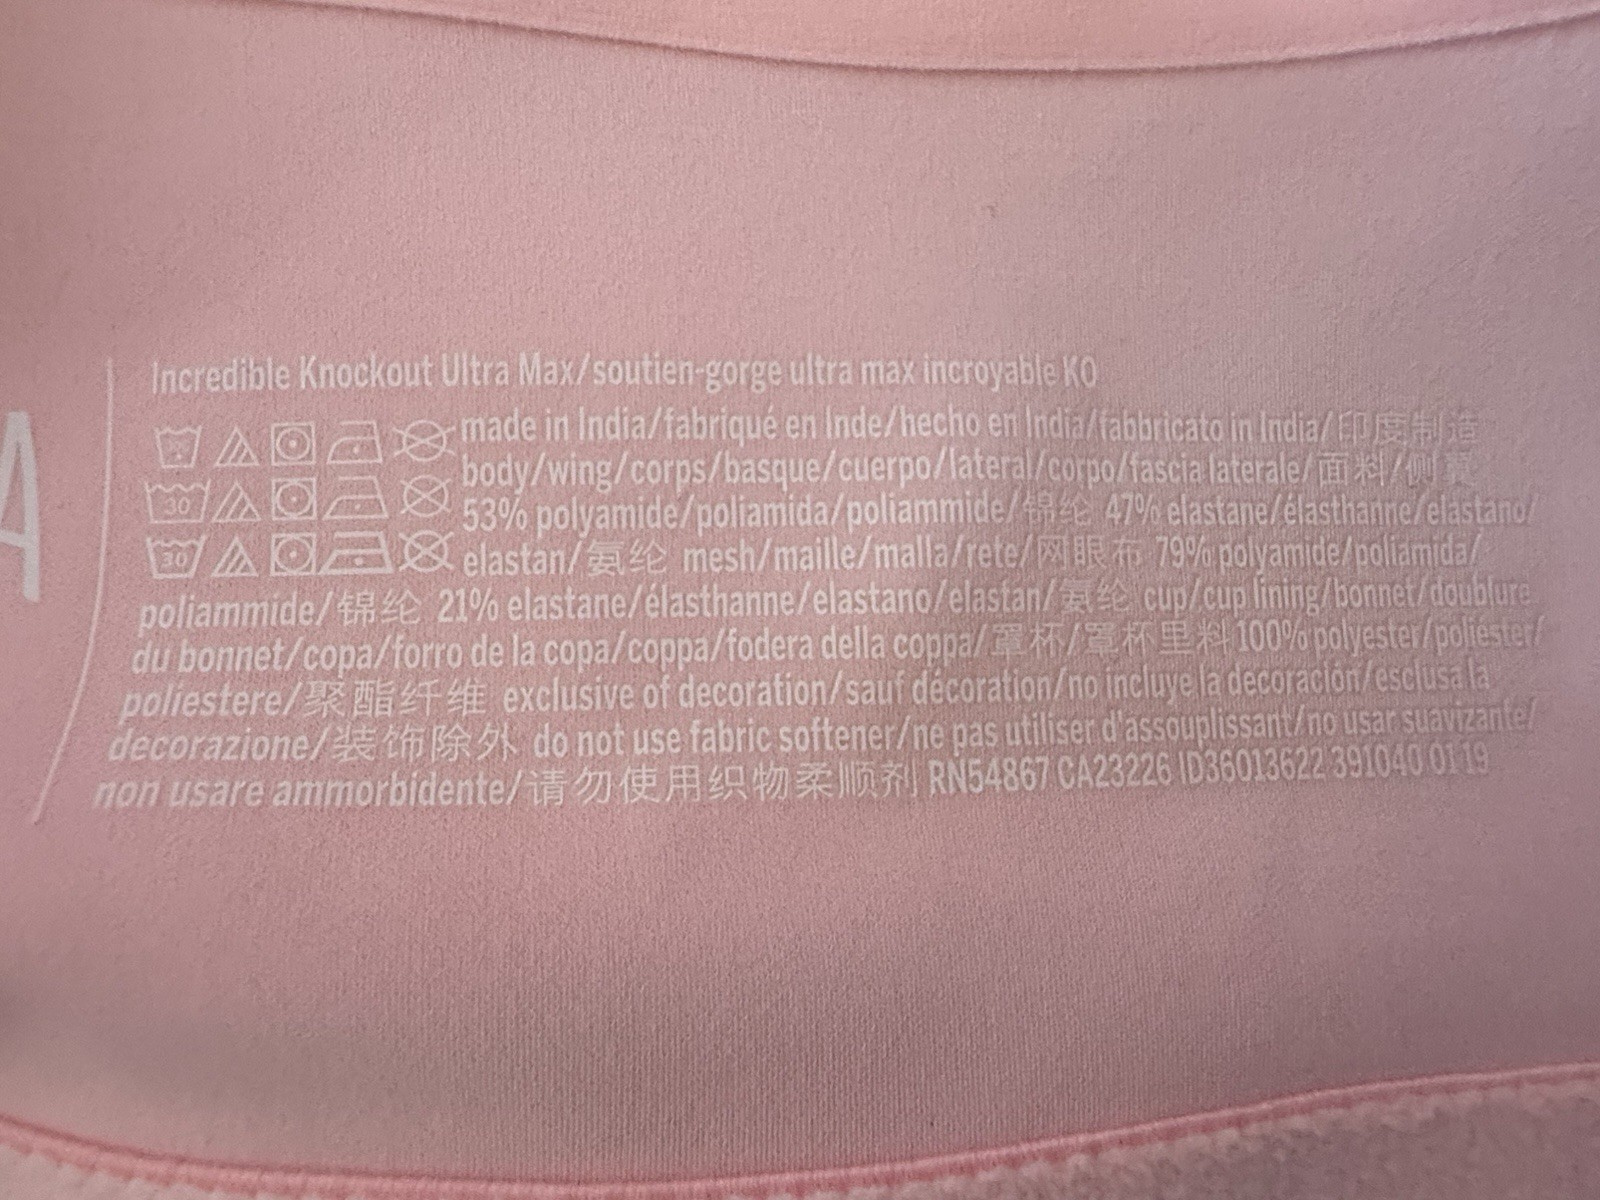 A
Incredible Knockout Ultra Max/soutien-gorge ultra max incroyable KO
made in India/fabriqué en Inde/hecho en India/fabbricato in India/印度制造
body/wing/corps/basque/cuerpo/lateral/corpo/fascia laterale/面料/侧翼
30 53% polyamide/poliamida/poliammide/锦纶 47% elastane/élasthanne/elastano/
30 elastan/氨纶 mesh/maille/malla/rete/网眼布 79% polyamide/poliamida/
poliammide/锦纶 21% elastane/élasthanne/elastano/elastan/氨纶 cup/cup lining/bonnet/doublure
du bonnet/copa/forro de la copa/coppa/fodera della coppa/罩杯/罩杯里料 100% polyester/poliéster/
poliestere/聚酯纤维 exclusive of decoration/sauf décoration/no incluye la decoración/esclusa la
decorazione/装饰除外 do not use fabric softener/ne pas utiliser d'assouplissant/no usar suavizante/
non usare ammorbidente/请勿使用织物柔顺剂 RN54867 CA23226 ID36013622 391040 01 19